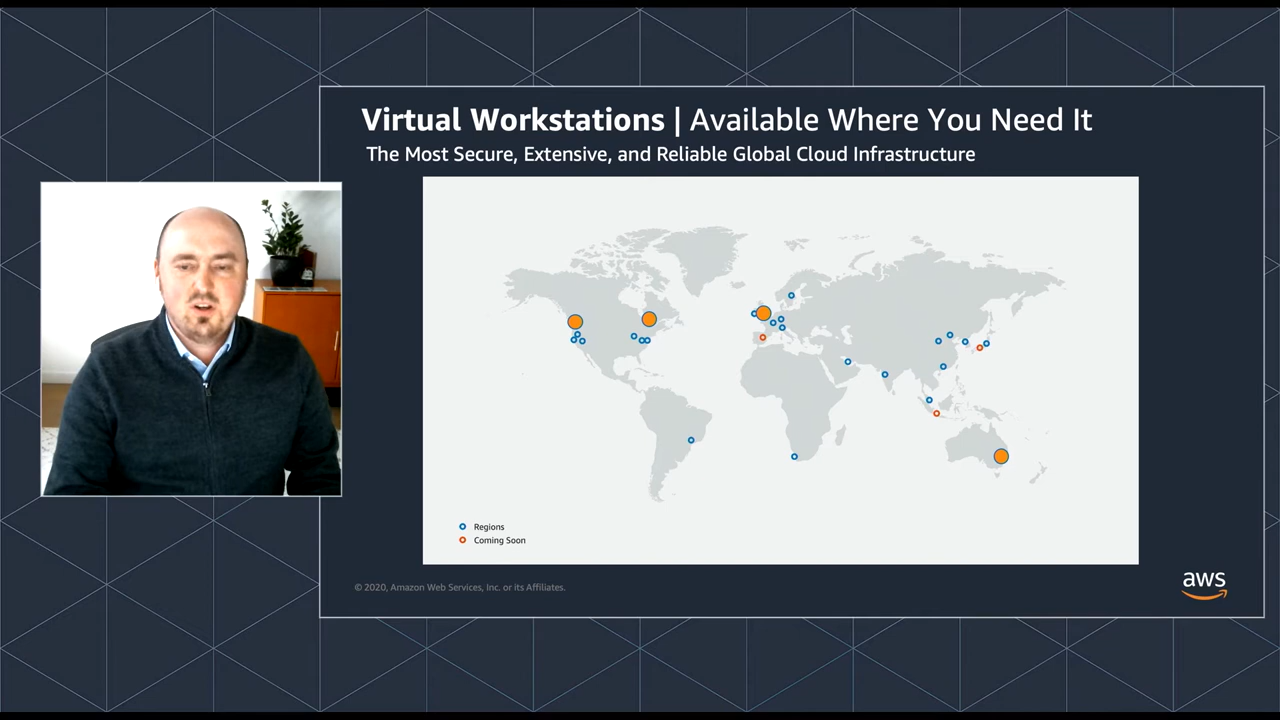 Virtual Workstations | Available Where You Need It
The Most Secure, Extensive, and Reliable Global Cloud Infrastructure
Regions
Coming Soon
© 2020, Amazon Web Services, Inc. or its Affiliates.
aws